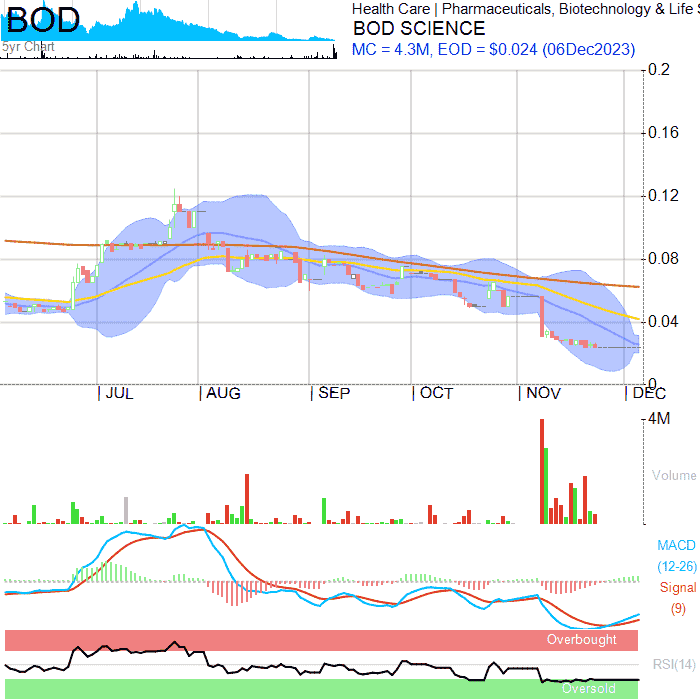 BOD
5yr Chart
Health Care | Pharmaceuticals, Biotechnology & Life S
BOD SCIENCE
MC = 4.3M, EOD = $0.024 (06Dec2023)
0.2
0.16
0.12
0.08
0.04
0
| JUL | AUG | SEP | OCT | NOV | DEC
4M
Volume
MACD
(12-26)
Signal
(9)
Overbought
RSI(14)
Oversold